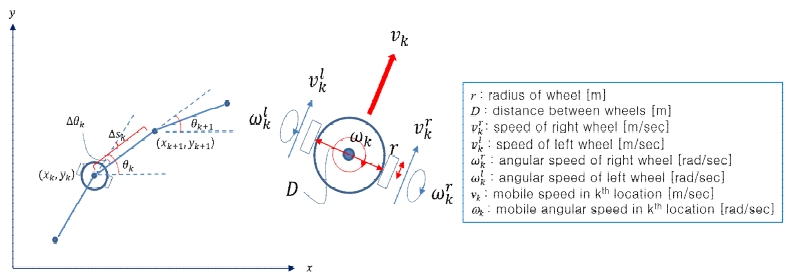 y
Δθₖ
Δsₖ
θₖ₊₁
(xₖ₊₁, yₖ₊₁)
(xₖ, yₖ)
θₖ
x
vₖ
vₖˡ
ωₖˡ
ωₖ
r
vₖʳ
D
ωₖʳ
r : radius of wheel [m]
D : distance between wheels [m]
vₖʳ : speed of right wheel [m/sec]
vₖˡ : speed of left wheel [m/sec]
ωₖʳ : angular speed of right wheel [rad/sec]
ωₖˡ : angular speed of left wheel [rad/sec]
vₖ : mobile speed in kᵗʰ location [m/sec]
ωₖ : mobile angular speed in kᵗʰ location [rad/sec]